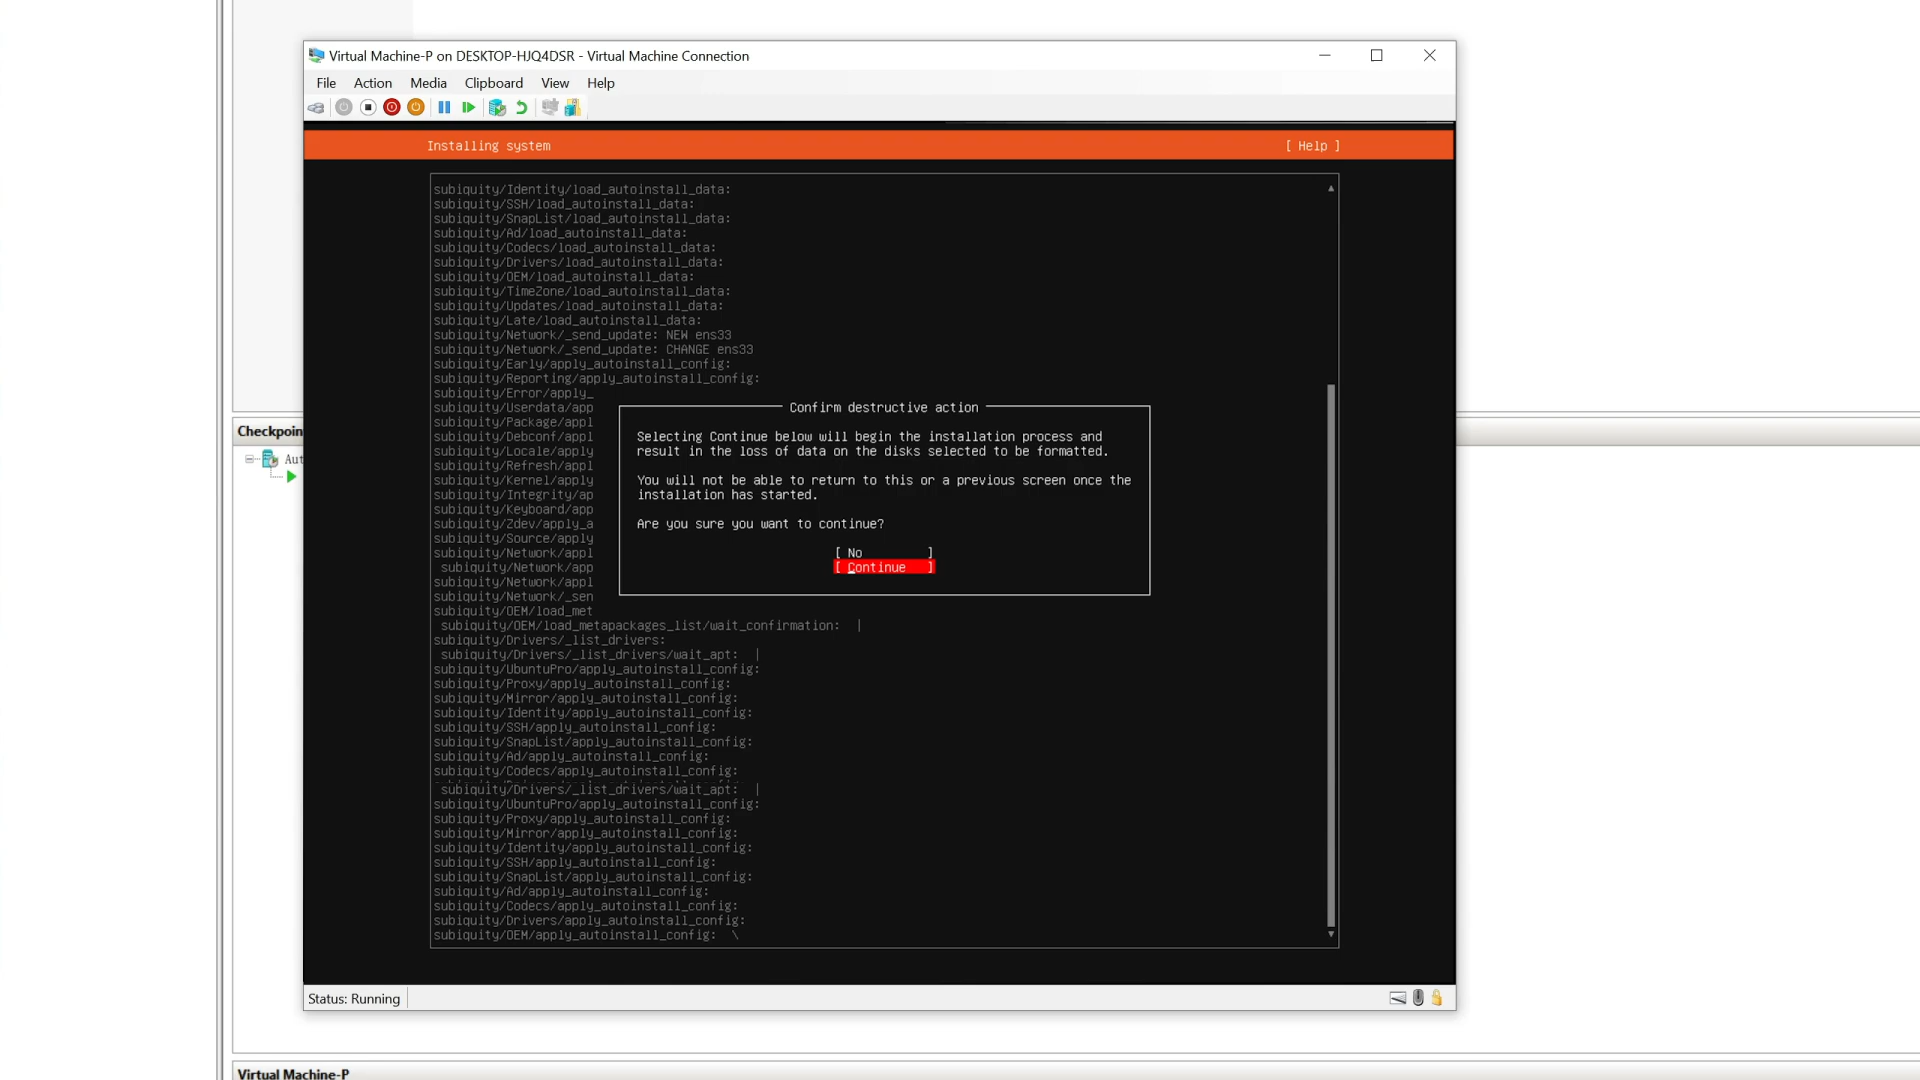 Virtual Machine-P on DESKTOP-HJQ4DSR - Virtual Machine Connection
File Action Media Clipboard View Help
Installing system [ Help ]
subiquity/Identity/load_autoinstall_data:
subiquity/SSH/load_autoinstall_data:
subiquity/SnapList/load_autoinstall_data:
subiquity/Ad/load_autoinstall_data:
subiquity/Codecs/load_autoinstall_data:
subiquity/Drivers/load_autoinstall_data:
subiquity/OEM/load_autoinstall_data:
subiquity/TimeZone/load_autoinstall_data:
subiquity/Updates/load_autoinstall_data:
subiquity/Late/load_autoinstall_data:
subiquity/Network/_send_update: NEW ens33
subiquity/Network/_send_update: CHANGE ens33
subiquity/Early/apply_autoinstall_config:
subiquity/Reporting/apply_autoinstall_config:
subiquity/Error/apply_
subiquity/Userdata/app
subiquity/Package/appl
subiquity/Debconf/appl
subiquity/Locale/apply
subiquity/Refresh/appl
subiquity/Kernel/apply
subiquity/Integrity/ap
subiquity/Keyboard/app
subiquity/Zdev/apply_a
subiquity/Source/apply
subiquity/Network/appl
subiquity/Network/app
subiquity/Network/appl
subiquity/Network/_sen
subiquity/OEM/load_met
subiquity/OEM/load_metapackages_list/wait_confirmation: |
subiquity/Drivers/_list_drivers:
subiquity/Drivers/_list_drivers/wait_apt: |
subiquity/UbuntuPro/apply_autoinstall_config:
subiquity/Proxy/apply_autoinstall_config:
subiquity/Mirror/apply_autoinstall_config:
subiquity/Identity/apply_autoinstall_config:
subiquity/SSH/apply_autoinstall_config:
subiquity/SnapList/apply_autoinstall_config:
subiquity/Ad/apply_autoinstall_config:
subiquity/Codecs/apply_autoinstall_config:
subiquity/Drivers/_list_drivers/wait_apt: |
subiquity/UbuntuPro/apply_autoinstall_config:
subiquity/Proxy/apply_autoinstall_config:
subiquity/Mirror/apply_autoinstall_config:
subiquity/Identity/apply_autoinstall_config:
subiquity/SSH/apply_autoinstall_config:
subiquity/SnapList/apply_autoinstall_config:
subiquity/Ad/apply_autoinstall_config:
subiquity/Codecs/apply_autoinstall_config:
subiquity/Drivers/apply_autoinstall_config:
subiquity/OEM/apply_autoinstall_config: \
Confirm destructive action
Selecting Continue below will begin the installation process and
result in the loss of data on the disks selected to be formatted.
You will not be able to return to this or a previous screen once the
installation has started.
Are you sure you want to continue?
[ No ]
[ Continue ]
Status: Running
Checkpoin
Aut
Virtual Machine-P